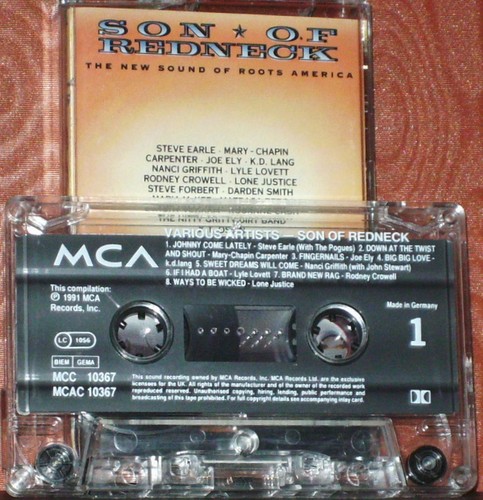 SON ★ OF
REDNECK
THE NEW SOUND OF ROOTS AMERICA
STEVE EARLE · MARY - CHAPIN
CARPENTER · JOE ELY · K.D. LANG
NANCI GRIFFITH · LYLE LOVETT
RODNEY CROWELL · LONE JUSTICE
STEVE FORBERT · DARDEN SMITH
THE NITTY GRITTY DIRT BAND
VARIOUS ARTISTS SON OF REDNECK
MCA
1. JOHNNY COME LATELY - Steve Earle (With The Pogues) 2. DOWN AT THE TWIST
AND SHOUT - Mary-Chapin Carpenter 3. FINGERNAILS - Joe Ely 4. BIG BIG LOVE -
k.d.lang 5. SWEET DREAMS WILL COME - Nanci Griffith (with John Stewart)
6. IF I HAD A BOAT - Lyle Lovett 7. BRAND NEW RAG - Rodney Crowell
8. WAYS TO BE WICKED - Lone Justice
This compilation:
℗ 1991 MCA
Records, Inc.
Made in Germany
1
LC 1056
BIEM GEMA
MCC 10367
MCAC 10367
This sound recording owned by MCA Records, Inc. MCA Records Ltd. are the exclusive
licensees for the UK. All rights of the manufacturer and of the owner of the recorded work
reproduced reserved. Unauthorised copying, hiring, lending, public performance and
broadcasting of this tape prohibited. For full copyright details see accompanying inlay card.